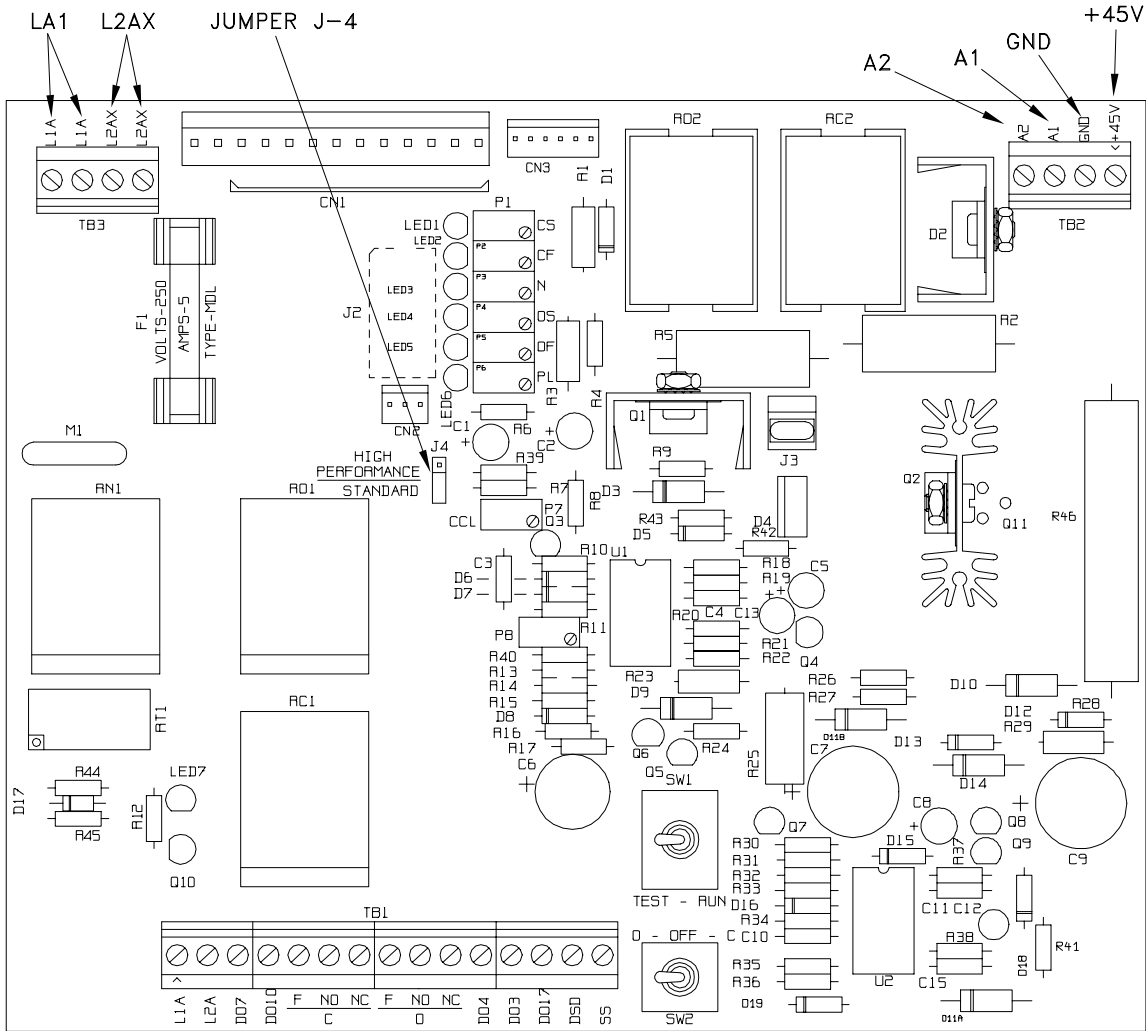 LA1 L2AX JUMPER J-4 +45V
GND
A2 A1
L1A L1A L2AX L2AX
A2 A1 GND <+45V
TB3
CN1
CN3
R1
D1
RO2
RC2
D2
TB2
F1
VOLTS-250
AMPS-5
TYPE-MDL
P1
LED1
LED2
J2
LED3
LED4
LED5
LED6
P2
P3
P4
P5
P6
CS
CF
N
OS
OF
PL
R3
R4
R5
R2
CN2
C1
R6
C2
Q1
J3
M1
J4
HIGH
PERFORMANCE
STANDARD
R39
R7
R8
R9
D3
Q2
Q11
R46
RN1
RO1
CCL
P7
Q3
R43
D5
D4
R42
C3
D6
D7
R10
U1
R18
R19
C5
R20
C4
C13
P8
R11
R21
R22
Q4
R40
R13
R14
R15
D8
R16
R17
R23
D9
R26
R27
D10
D12
R28
R29
RT1
RC1
Q6
Q5
R24
R25
D11B
C7
D13
D14
C6
SW1
R44
D17
R45
R12
LED7
Q10
Q7
C8
Q8
Q9
R37
D15
C9
R30
R31
R32
R33
D16
R34
C10
TEST - RUN
O - OFF - C
C11
C12
R38
D18
R41
TB1
R35
R36
U2
C15
D19
D11A
SW2
L1A L2A DO7 DO10 F NO NC F NO NC DO4 DO3 DO17 DSD SS
C O